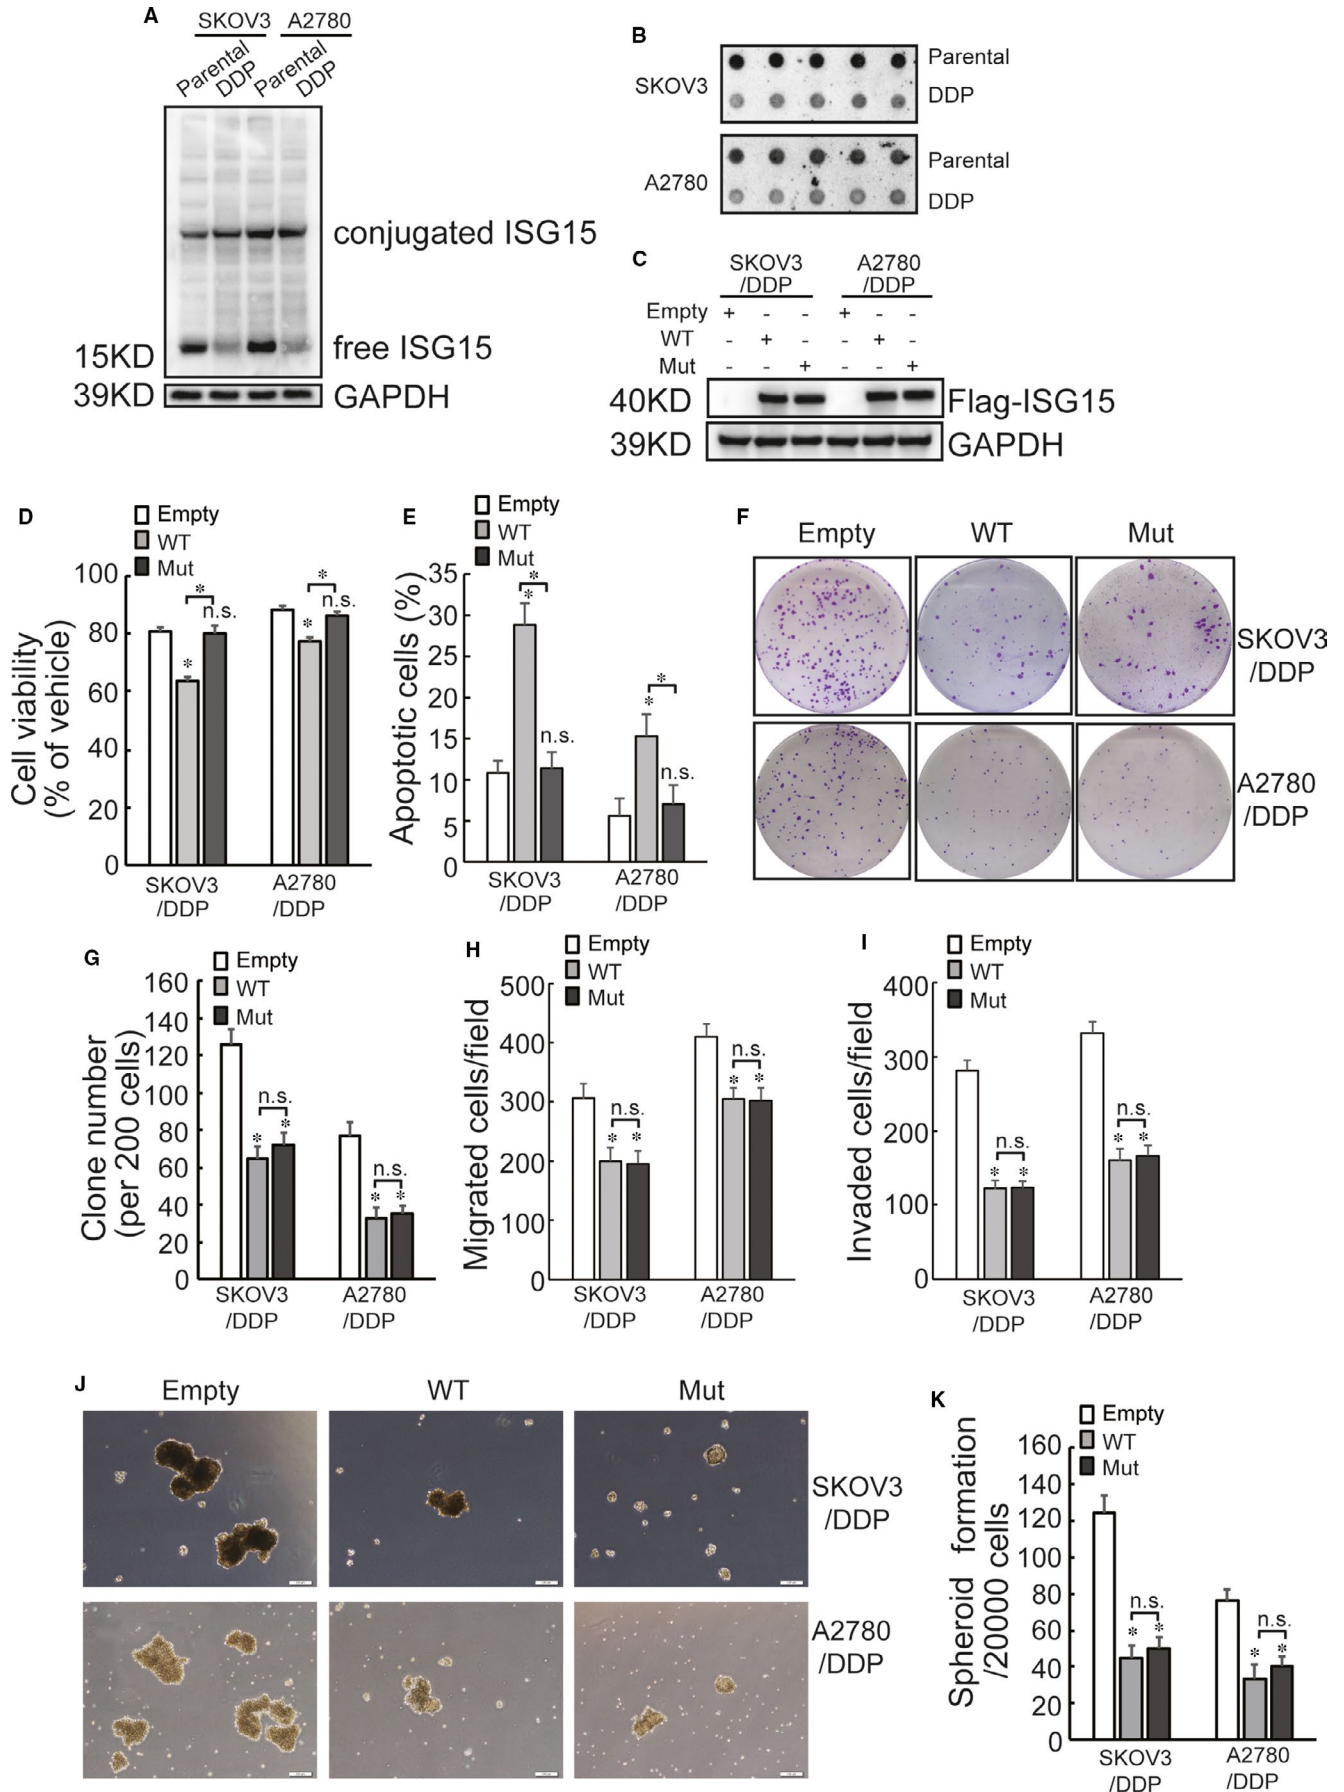 A
SKOV3 A2780
Parental DDP Parental DDP
conjugated ISG15
15KD free ISG15
39KD GAPDH
B
SKOV3
Parental
DDP
A2780
Parental
DDP
C
SKOV3 /DDP A2780 /DDP
Empty + - - + - -
WT - + - - + -
Mut - - + - - +
40KD Flag-ISG15
39KD GAPDH
D
Empty
WT
Mut
Cell viability
(% of vehicle)
100
80
60
40
20
0
* * n.s. * * n.s.
SKOV3 /DDP A2780 /DDP
E
Empty
WT
Mut
Apoptotic cells (%)
35
30
25
20
15
10
5
0
* * n.s. * * n.s.
SKOV3 /DDP A2780 /DDP
F
Empty WT Mut
SKOV3 /DDP
A2780 /DDP
G
Empty
WT
Mut
Clone number
(per 200 cells)
160
140
120
100
80
60
40
20
0
* n.s. * * n.s. *
SKOV3 /DDP A2780 /DDP
H
Empty
WT
Mut
Migrated cells/field
500
400
300
200
100
0
* n.s. * * n.s. *
SKOV3 /DDP A2780 /DDP
I
Empty
WT
Mut
Invaded cells/field
400
300
200
100
0
* n.s. * * n.s. *
SKOV3 /DDP A2780 /DDP
J
Empty WT Mut
SKOV3 /DDP
A2780 /DDP
K
Empty
WT
Mut
Spheroid formation
/20000 cells
160
140
120
100
80
60
40
20
0
* n.s. * * n.s. *
SKOV3 /DDP A2780 /DDP